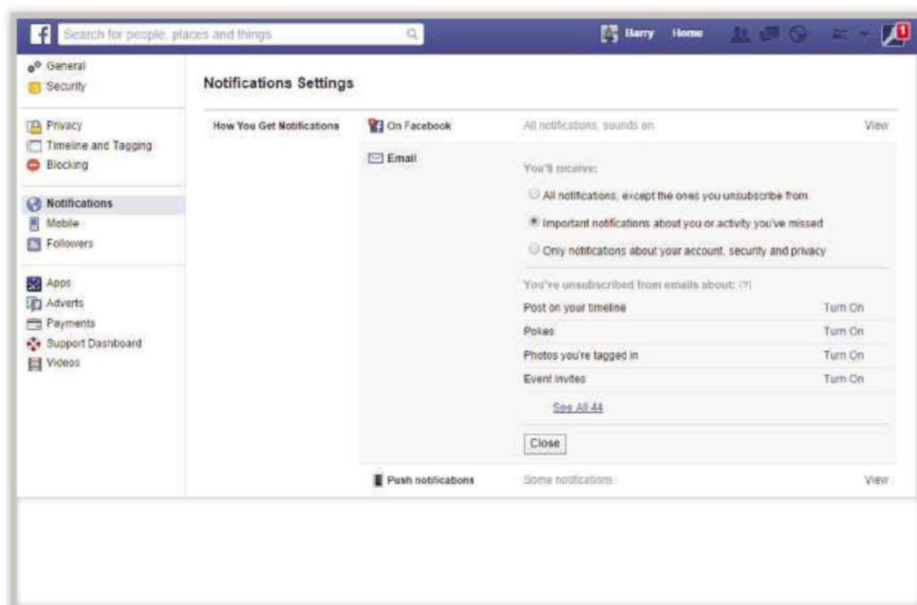 f Search for people, places and things Harry Home 1
General
Security
Privacy
Timeline and Tagging
Blocking
Notifications
Mobile
Followers
Apps
Adverts
Payments
Support Dashboard
Videos
Notifications Settings
How You Get Notifications On Facebook All notifications, sounds on View
Email
You'll receive:
All notifications, except the ones you unsubscribe from
Important notifications about you or activity you've missed
Only notifications about your account, security and privacy
You've unsubscribed from emails about: [?]
Post on your timeline Turn On
Pokes Turn On
Photos you're tagged in Turn On
Event invites Turn On
See All 44
Close
Push notifications Some notifications View